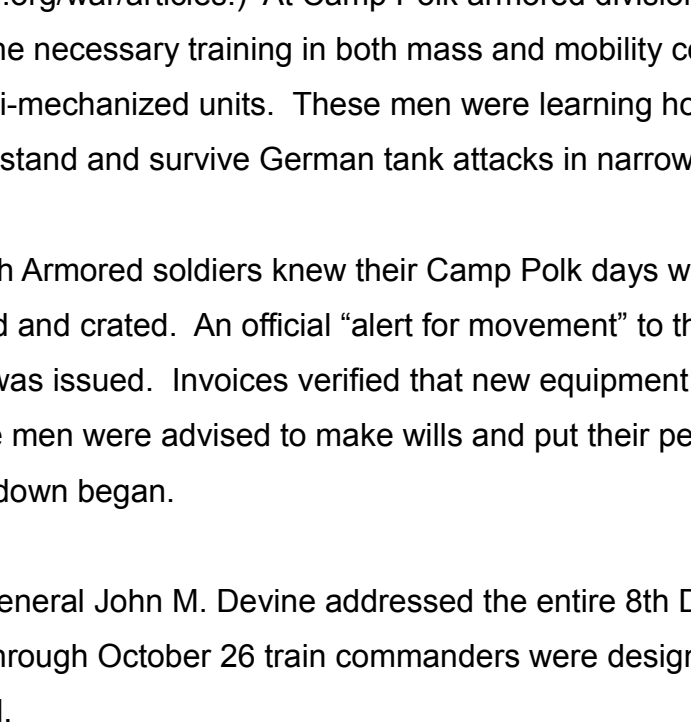 .org/war/articles.)  At Camp Polk armored division
ne necessary training in both mass and mobility c
i-mechanized units.  These men were learning ho
stand and survive German tank attacks in narrow
h Armored soldiers knew their Camp Polk days w
d and crated.  An official “alert for movement” to th
was issued.  Invoices verified that new equipment
e men were advised to make wills and put their pe
down began.
eneral John M. Devine addressed the entire 8th D
hrough October 26 train commanders were design